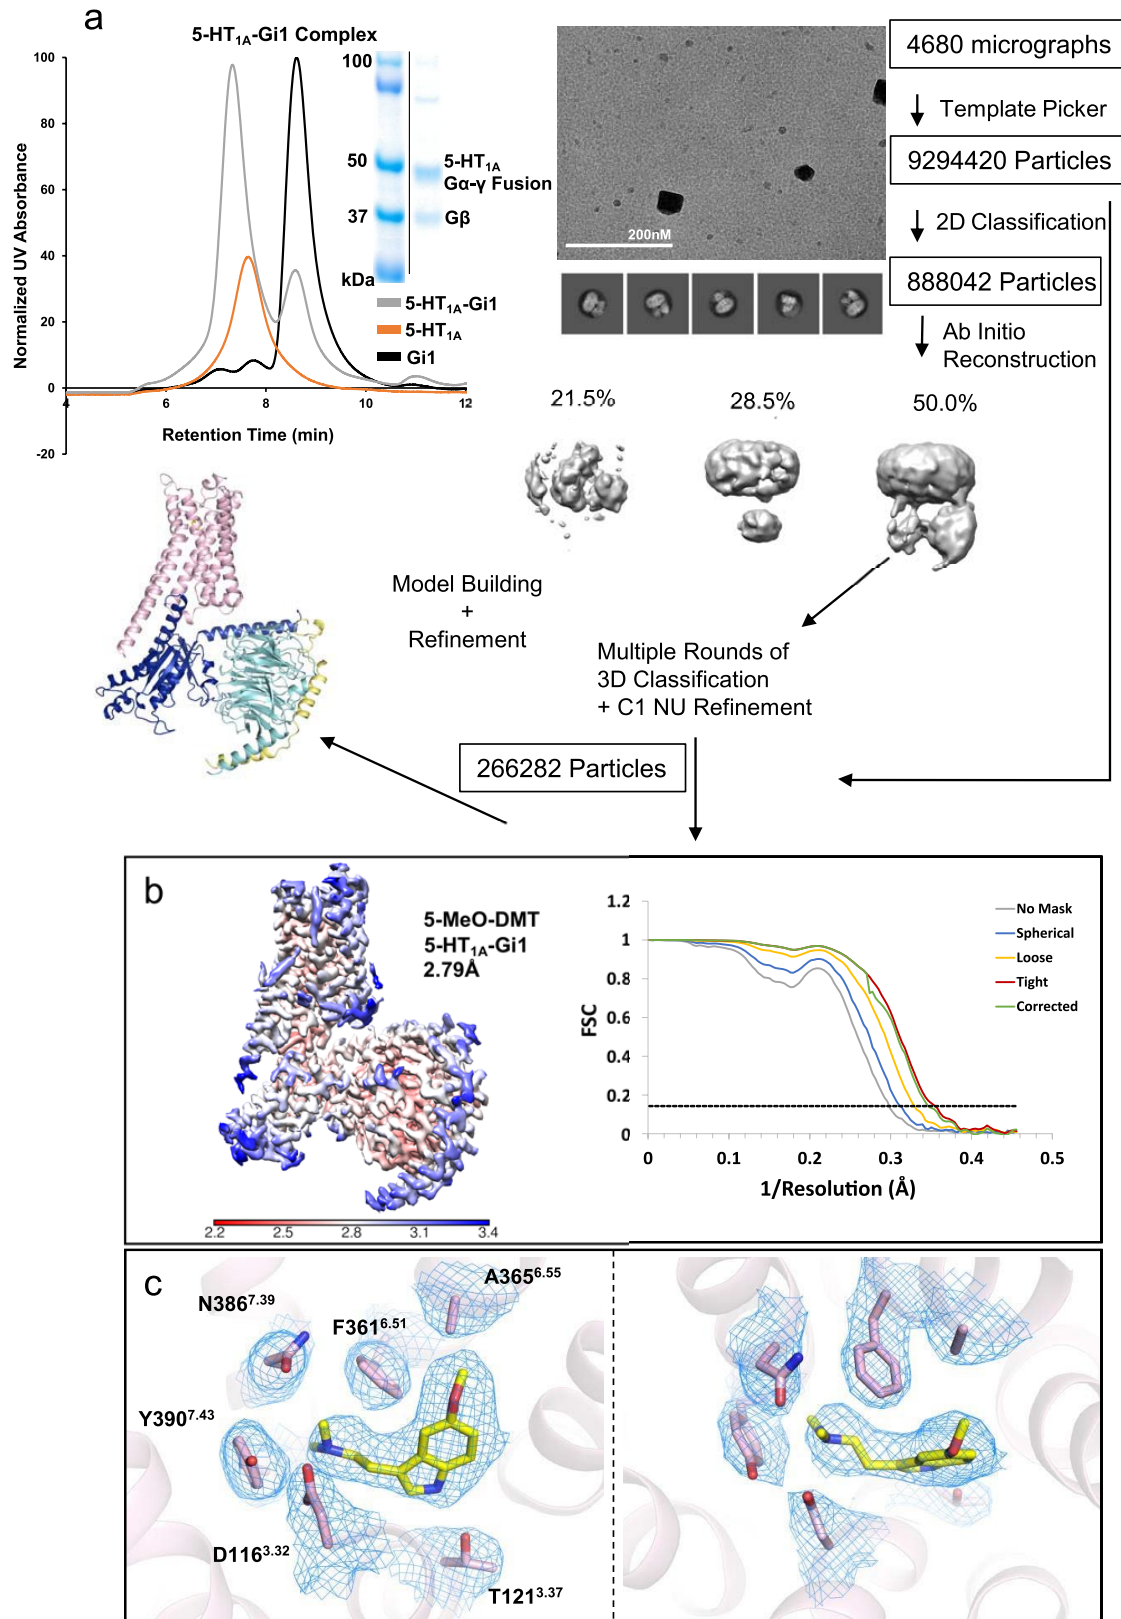 a
5-HT1A-Gi1 Complex
Normalized UV Absorbance
100
80
60
40
20
0
-20
4
6
8
10
12
Retention Time (min)
100
50
37
kDa
5-HT1A
Gα-γ Fusion
Gβ
5-HT1A-Gi1
5-HT1A
Gi1
200nM
4680 micrographs
Template Picker
9294420 Particles
2D Classification
888042 Particles
Ab Initio
Reconstruction
21.5%
28.5%
50.0%
Model Building
+
Refinement
Multiple Rounds of
3D Classification
+ C1 NU Refinement
266282 Particles
b
5-MeO-DMT
5-HT1A-Gi1
2.79Å
2.2
2.5
2.8
3.1
3.4
FSC
1.2
1
0.8
0.6
0.4
0.2
0
0
0.1
0.2
0.3
0.4
0.5
1/Resolution (Å)
No Mask
Spherical
Loose
Tight
Corrected
c
A365^6.55
N386^7.39
F361^6.51
Y390^7.43
D116^3.32
T121^3.37